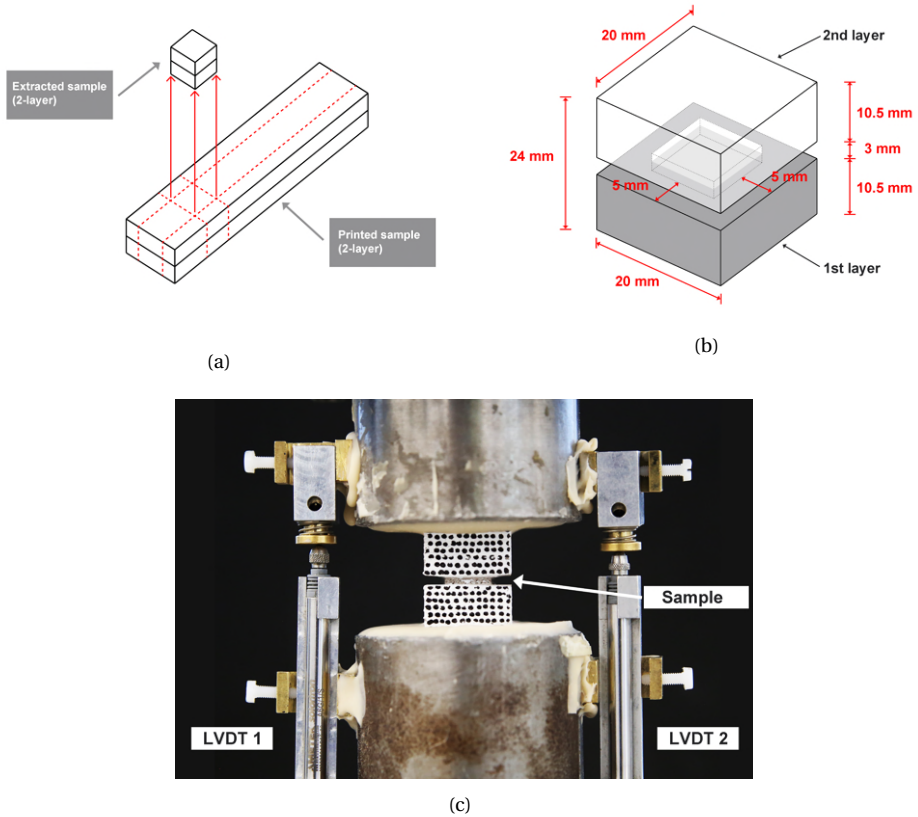 Extracted sample
(2-layer)
Printed sample
(2-layer)
(a)
20 mm
2nd layer
10.5 mm
24 mm
3 mm
5 mm
5 mm
10.5 mm
20 mm
1st layer
(b)
Sample
LVDT 1
LVDT 2
(c)